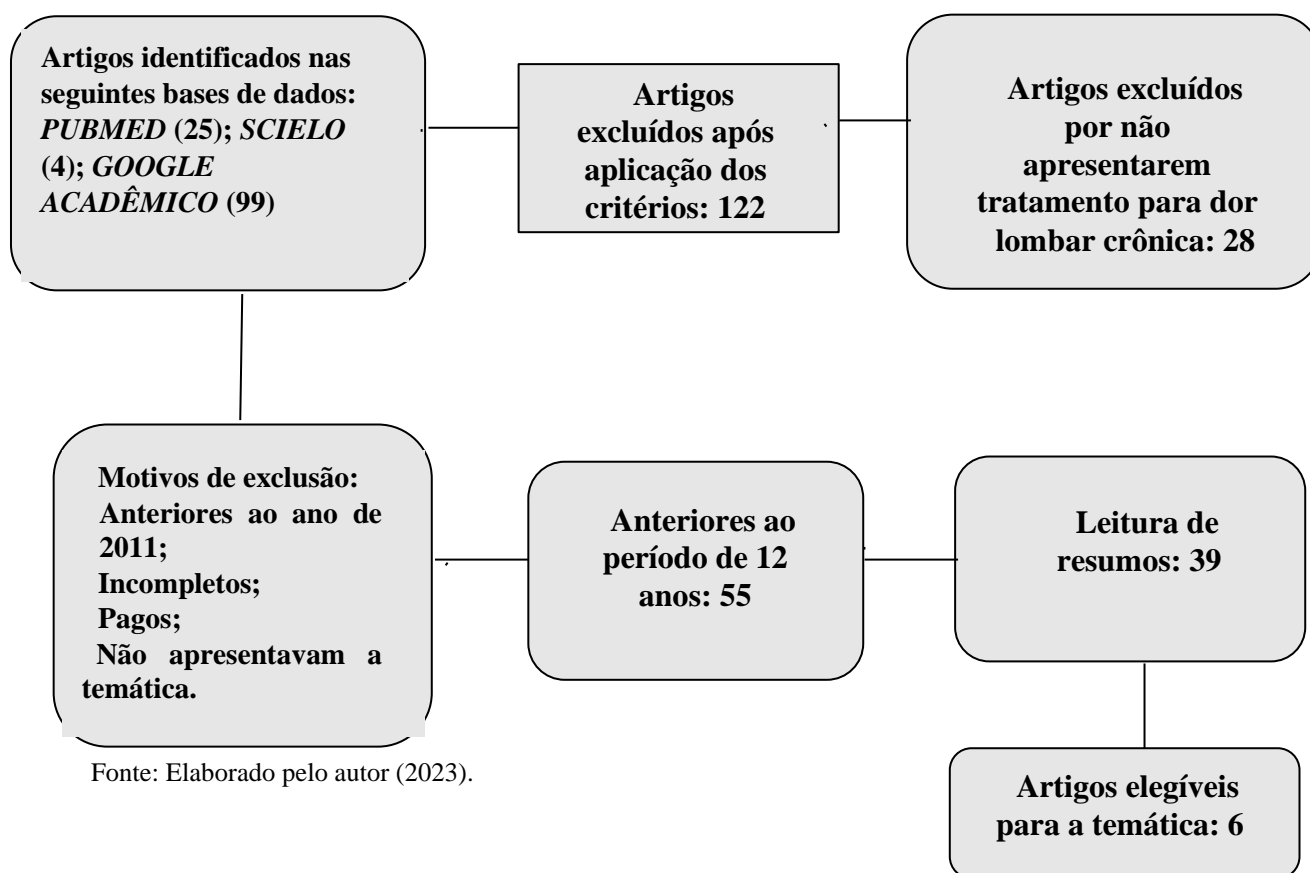 Artigos identificados nas
seguintes bases de dados:
PUBMED (25); SCIELO
(4); GOOGLE
ACADÊMICO (99)
Artigos
excluídos após
aplicação dos
critérios: 122
Artigos excluídos
por não
apresentarem
tratamento para dor
lombar crônica: 28
Motivos de exclusão:
Anteriores ao ano de
2011;
Incompletos;
Pagos;
Não apresentavam a
temática.
Anteriores ao
período de 12
anos: 55
Leitura de
resumos: 39
Fonte: Elaborado pelo autor (2023).
Artigos elegíveis
para a temática: 6